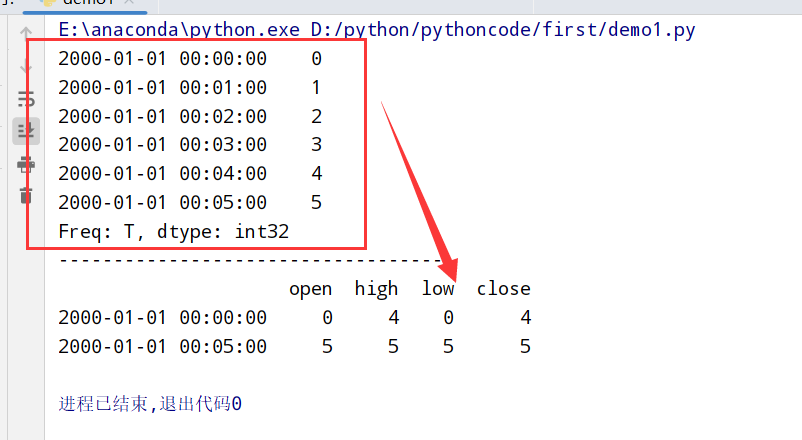 demo1
E:\anaconda\python.exe D:/python/pythoncode/first/demo1.py
2000-01-01 00:00:00    0
2000-01-01 00:01:00    1
2000-01-01 00:02:00    2
2000-01-01 00:03:00    3
2000-01-01 00:04:00    4
2000-01-01 00:05:00    5
Freq: T, dtype: int32
------------------------------------
open  high  low  close
2000-01-01 00:00:00     0     4    0      4
2000-01-01 00:05:00     5     5    5      5
进程已结束,退出代码0